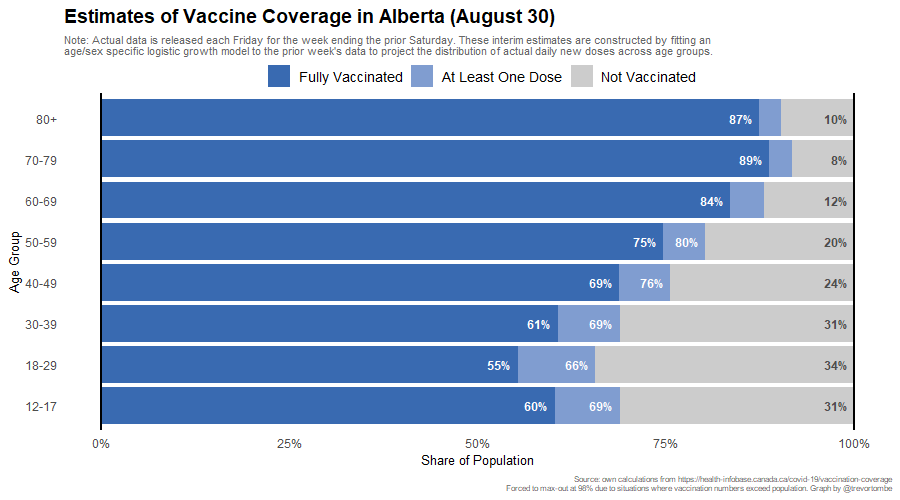 Estimates of Vaccine Coverage in Alberta (August 30)
Note: Actual data is released each Friday for the week ending the prior Saturday. These interim estimates are constructed by fitting an
age/sex specific logistic growth model to the prior week's data to project the distribution of actual daily new doses across age groups.
Fully Vaccinated At Least One Dose Not Vaccinated
80+ 87% 10%
70-79 89% 8%
60-69 84% 12%
50-59 75% 80% 20%
Age Group
40-49 69% 76% 24%
30-39 61% 69% 31%
18-29 55% 66% 34%
12-17 60% 69% 31%
0% 25% 50% 75% 100%
Share of Population
Source: own calculations from https://health-infobase.canada.ca/covid-19/vaccination-coverage
Forced to max-out at 98% due to situations where vaccination numbers exceed population. Graph by @trevortombe